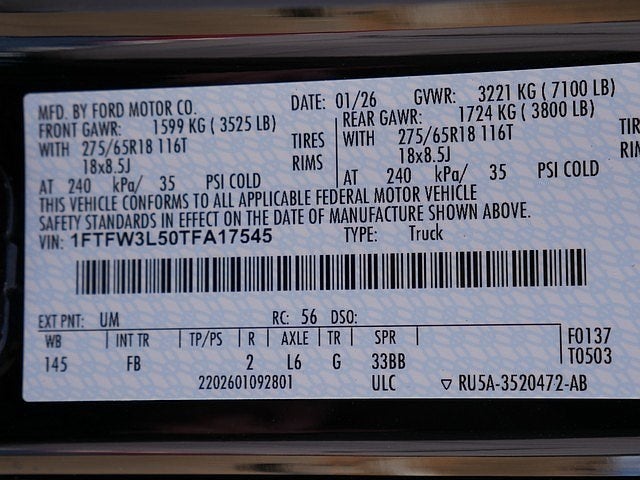 MFD. BY FORD MOTOR CO. DATE: 01/26 GVWR: 3221 KG ( 7100 LB)
FRONT GAWR: 1599 KG ( 3525 LB) REAR GAWR: 1724 KG ( 3800 LB)
WITH 275/65R18 116T TIRES WITH 275/65R18 116T
18x8.5J RIMS 18x8.5J
AT 240 kPa/ 35 PSI COLD AT 240 kPa/ 35 PSI COLD
THIS VEHICLE CONFORMS TO ALL APPLICABLE FEDERAL MOTOR VEHICLE
SAFETY STANDARDS IN EFFECT ON THE DATE OF MANUFACTURE SHOWN ABOVE.
VIN: 1FTFW3L50TFA17545 TYPE: Truck
EXT PNT: UM RC: 56 DSO:
WB INT TR TP/PS R AXLE TR SPR F0137
145 FB 2 L6 G 33BB T0503
2202601092801 ULC ▽ RU5A-3520472-AB